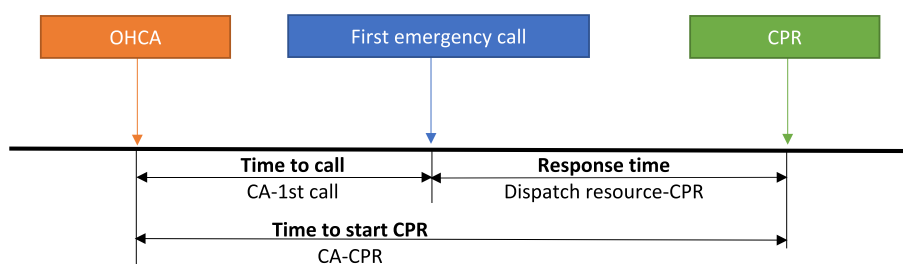 OHCA
First emergency call
CPR
Time to call
Response time
CA-1st call
Dispatch resource-CPR
Time to start CPR
CA-CPR